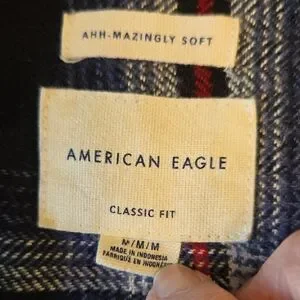 AHH-MAZINGLY SOFT
AMERICAN EAGLE
CLASSIC FIT
M/M/M
MADE IN INDONESIA
FABRIQUÉ EN INDONÉSIE